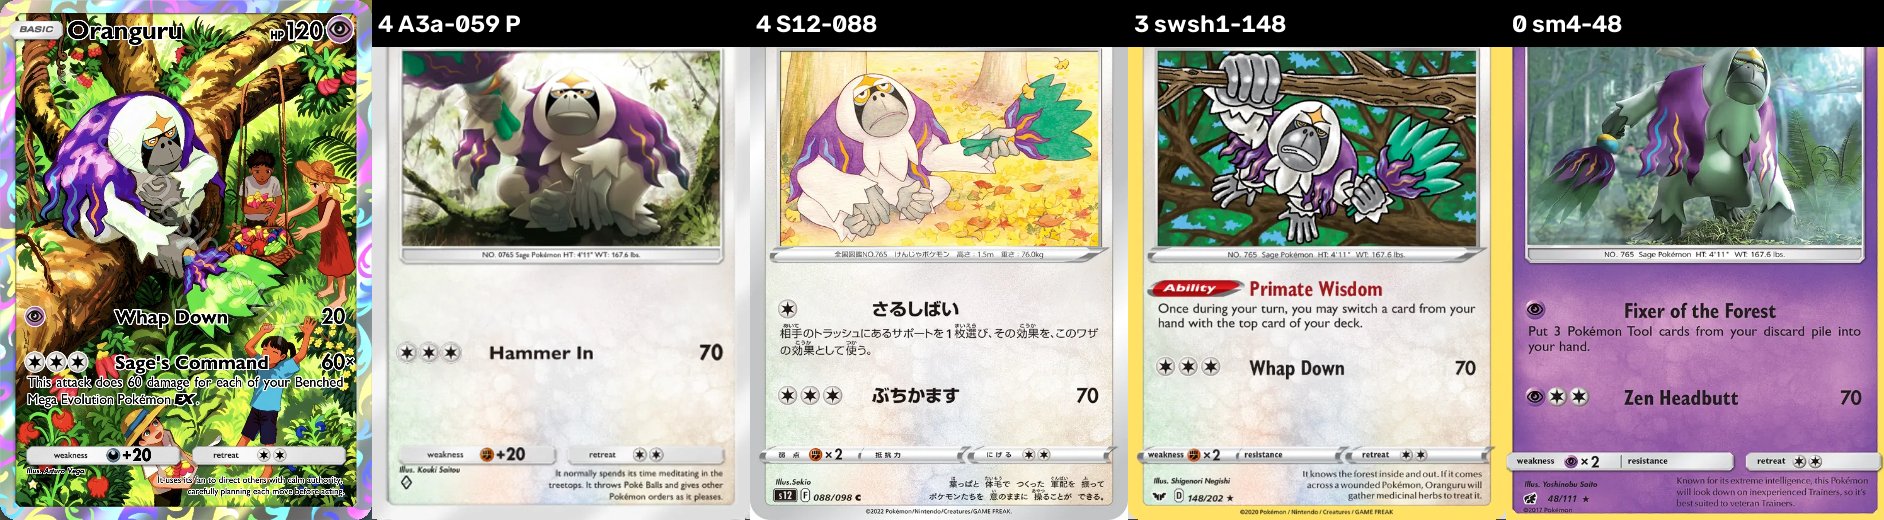 BASIC Oranguru HP 120
Whap Down 20
Sage's Command 60×
This attack does 60 damage for each of your Benched
Mega Evolution Pokémon EX.
weakness +20 retreat
Illus. Arturo Vega
It uses its fan to direct others with calm authority,
carefully planning each move before acting.
4 A3a-059 P
NO. 0765 Sage Pokémon HT: 4'11" WT: 167.6 lbs.
Hammer In 70
weakness +20 retreat
Illus. Kouki Saitou
It normally spends its time meditating in the
treetops. It throws Poké Balls and gives other
Pokémon orders as it pleases.
4 S12-088
全国図鑑NO.765 けんじゃポケモン 高さ:1.5m 重さ:76.0kg
さるしばい
相手のトラッシュにあるサポートを1枚選び、その効果を、このワザ
の効果として使う。
ぶちかます 70
弱点 ×2 抵抗力 にげる
Illus.Sekio
s12 F 088/098 C
葉っぱと体毛でつくった軍配を振って
ポケモンたちを意のままに操ることができる。
©2022 Pokémon/Nintendo/Creatures/GAME FREAK.
3 swsh1-148
NO. 765 Sage Pokémon HT: 4'11" WT: 167.6 lbs.
Ability Primate Wisdom
Once during your turn, you may switch a card from your
hand with the top card of your deck.
Whap Down 70
weakness ×2 resistance retreat
Illus. Shigenori Negishi
D 148/202 ★
It knows the forest inside and out. If it comes
across a wounded Pokémon, Oranguru will
gather medicinal herbs to treat it.
©2020 Pokémon / Nintendo / Creatures / GAME FREAK
0 sm4-48
NO. 765 Sage Pokémon HT: 4'11" WT: 167.6 lbs.
Fixer of the Forest
Put 3 Pokémon Tool cards from your discard pile into
your hand.
Zen Headbutt 70
weakness ×2 resistance retreat
Illus. Yoshinobu Saito
48/111 ★
©2017 Pokémon
Known for its extreme intelligence, this Pokémon
will look down on inexperienced Trainers, so it's
best suited to veteran Trainers.